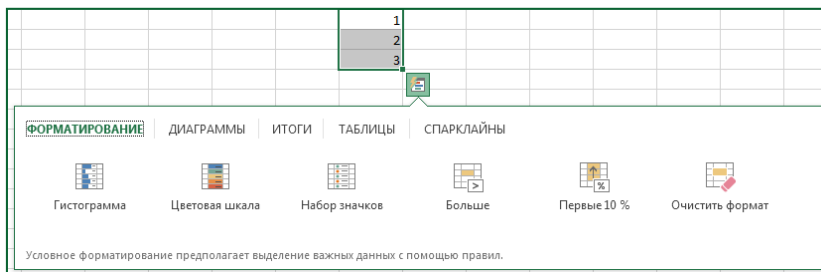 1
2
3
ФОРМАТИРОВАНИЕ ДИАГРАММЫ ИТОГИ ТАБЛИЦЫ СПАРКЛАЙНЫ
Гистограмма Цветовая шкала Набор значков Больше Первые 10 % Очистить формат
Условное форматирование предполагает выделение важных данных с помощью правил.